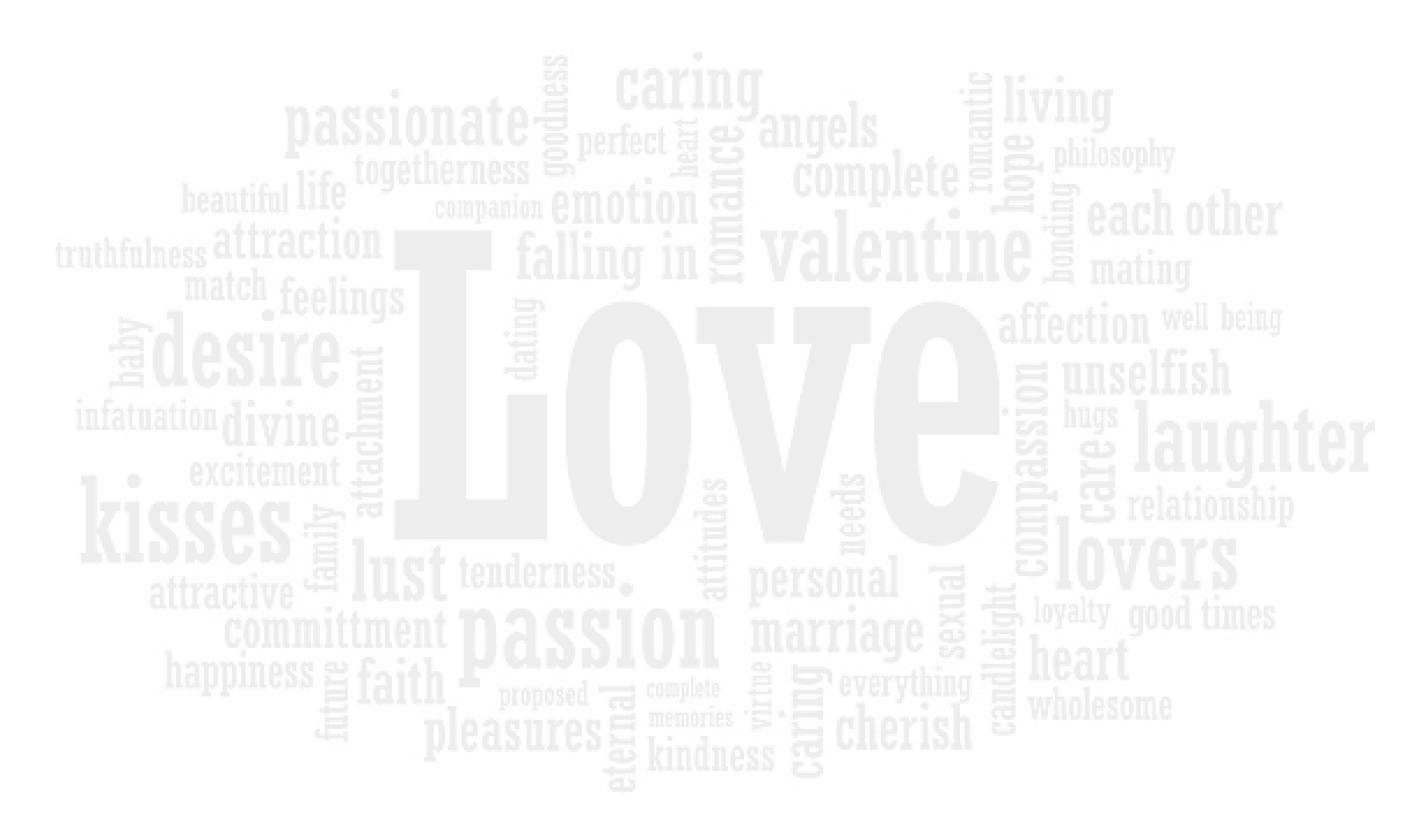 caring
goodness
romantic
living
passionate
angels
perfect
heart
romance
hope
philosophy
togetherness
complete
beautiful
life
companion
emotion
bonding
each other
truthfulness
attraction
falling in
valentine
mating
match
feelings
Love
dating
affection
well being
baby
desire
attachment
compassion
unselfish
infatuation
divine
hugs
laughter
excitement
care
kisses
attitudes
needs
relationship
family
lust
tenderness
lovers
attractive
personal
sexual
candlelight
loyalty
good times
committment
passion
marriage
heart
happiness
future
faith
proposed
complete
virtue
caring
everything
wholesome
pleasures
eternal
memories
cherish
kindness